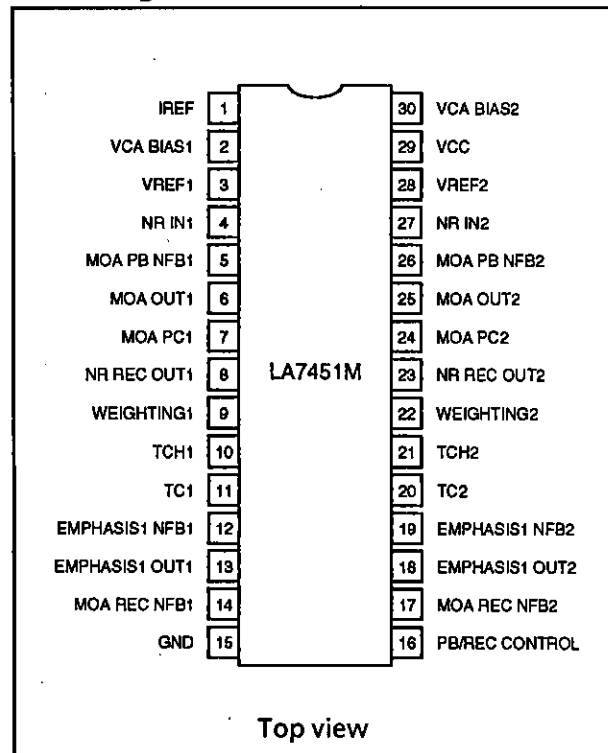 IREF 1 30 VCA BIAS2
VCA BIAS1 2 29 VCC
VREF1 3 28 VREF2
NR IN1 4 27 NR IN2
MOA PB NFB1 5 26 MOA PB NFB2
MOA OUT1 6 25 MOA OUT2
MOA PC1 7 24 MOA PC2
LA7451M
NR REC OUT1 8 23 NR REC OUT2
WEIGHTING1 9 22 WEIGHTING2
TCH1 10 21 TCH2
TC1 11 20 TC2
EMPHASIS1 NFB1 12 19 EMPHASIS1 NFB2
EMPHASIS1 OUT1 13 18 EMPHASIS1 OUT2
MOA REC NFB1 14 17 MOA REC NFB2
GND 15 16 PB/REC CONTROL
Top view